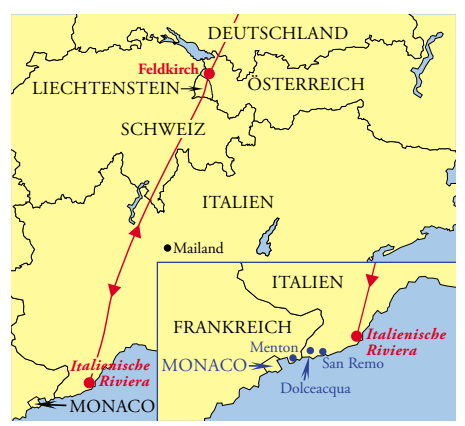 DEUTSCHLAND
Feldkirch
LIECHTENSTEIN
ÖSTERREICH
SCHWEIZ
ITALIEN
Mailand
Italienische
Riviera
MONACO
ITALIEN
FRANKREICH
Italienische
Riviera
Menton
MONACO
San Remo
Dolceacqua